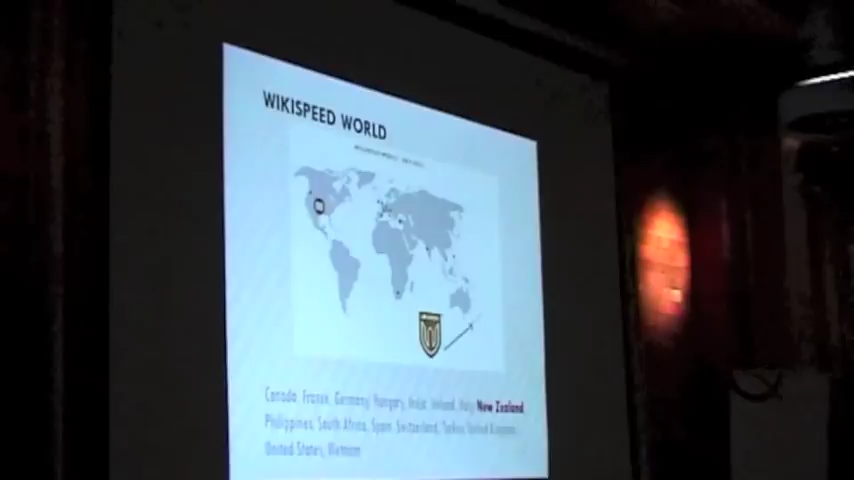 WIKISPEED WORLD
Canada, France, Germany, Hungary, India, Ireland, Italy, New Zealand
Philippines, South Africa, Spain, Switzerland, Turkey, United Kingdom,
United States, Vietnam